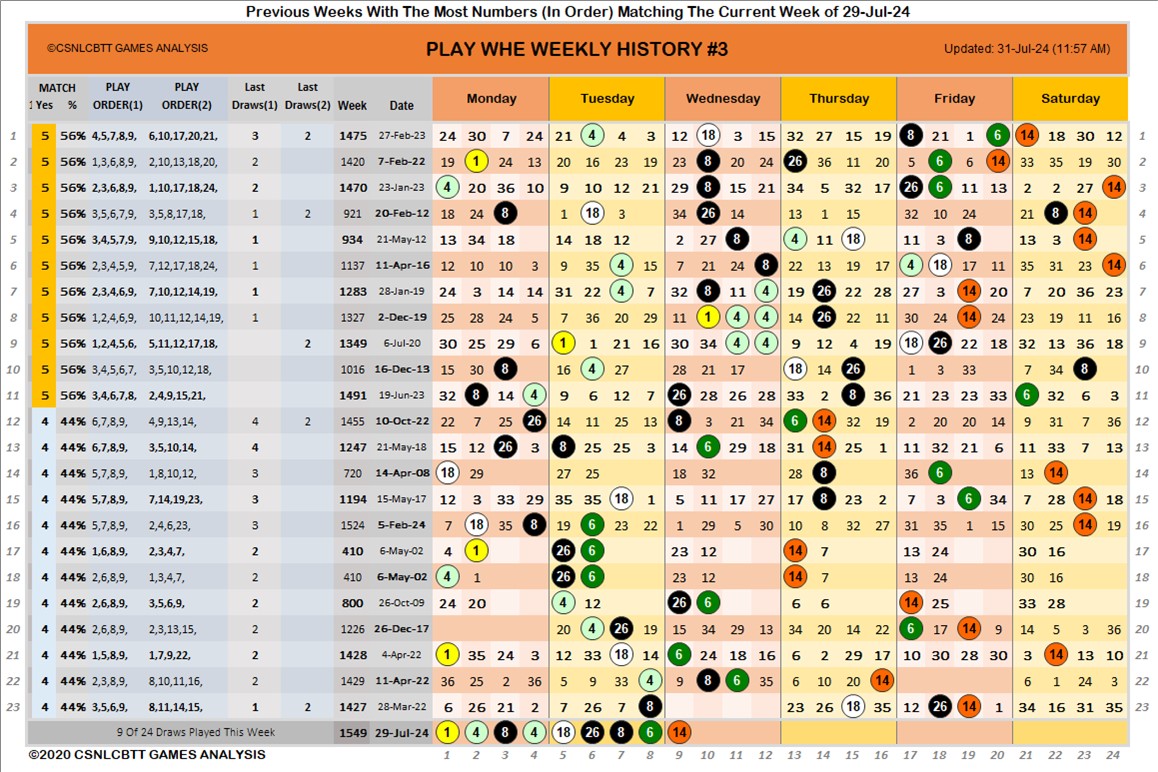 Previous Weeks With The Most Numbers (In Order) Matching The Current Week of 29-Jul-24
©CSNLCBTT GAMES ANALYSIS PLAY WHE WEEKLY HISTORY #3 Updated: 31-Jul-24 (11:57 AM)
MATCH PLAY PLAY Last Last
1 Yes % ORDER(1) ORDER(2) Draws(1) Draws(2) Week Date Monday Tuesday Wednesday Thursday Friday Saturday
1 5 56% 4,5,7,8,9, 6,10,17,20,21, 3 2 1475 27-Feb-23 24 30 7 24 21 4 4 3 12 18 3 15 32 27 15 19 8 21 1 6 14 18 30 12 1
2 5 56% 1,3,6,8,9, 2,10,13,18,20, 2 1420 7-Feb-22 19 1 24 13 20 16 23 19 23 8 20 24 26 36 11 20 5 6 6 14 33 35 19 30 2
3 5 56% 2,3,6,8,9, 1,10,17,18,24, 2 1470 23-Jan-23 4 20 36 10 9 10 12 21 29 8 15 21 34 5 32 17 26 6 11 13 2 2 27 14 3
4 5 56% 3,5,6,7,9, 3,5,8,17,18, 1 2 921 20-Feb-12 18 24 8 1 18 3 34 26 14 13 1 15 32 10 24 21 8 14 4
5 5 56% 3,4,5,7,9, 9,10,12,15,18, 1 934 21-May-12 13 34 18 14 18 12 2 27 8 4 11 18 11 3 8 13 3 14 5
6 5 56% 2,3,4,5,9, 7,12,17,18,24, 1 1137 11-Apr-16 12 10 10 3 9 35 4 15 7 21 24 8 22 13 19 17 4 18 17 11 35 31 23 14 6
7 5 56% 2,3,4,6,9, 7,10,12,14,19, 1 1283 28-Jan-19 24 3 14 14 31 22 4 7 32 8 11 4 19 26 22 28 27 3 14 20 7 20 36 23 7
8 5 56% 1,2,4,6,9, 10,11,12,14,19, 1 1327 2-Dec-19 25 28 24 5 7 36 20 29 11 1 4 4 14 26 22 11 30 24 14 24 23 19 11 16 8
9 5 56% 1,2,4,5,6, 5,11,12,17,18, 2 1349 6-Jul-20 30 25 29 6 1 1 21 16 30 34 4 4 9 12 4 19 18 26 22 18 32 13 36 18 9
10 5 56% 3,4,5,6,7, 3,5,10,12,18, 1016 16-Dec-13 15 30 8 16 4 27 28 21 17 18 14 26 1 3 33 7 34 8 10
11 5 56% 3,4,6,7,8, 2,4,9,15,21, 1491 19-Jun-23 32 8 14 4 9 6 12 7 26 28 26 28 33 2 8 36 21 23 23 33 6 32 6 3 11
12 4 44% 6,7,8,9, 4,9,13,14, 4 2 1455 10-Oct-22 22 7 25 26 14 11 25 12 8 3 21 34 6 14 32 19 2 20 20 14 9 31 7 36 12
13 4 44% 6,7,8,9, 3,5,10,14, 4 1247 21-May-18 15 12 26 3 8 25 25 3 14 6 29 18 31 14 25 1 11 32 21 6 11 33 7 13 13
14 4 44% 5,7,8,9, 1,8,10,12, 3 720 14-Apr-08 18 29 27 25 18 32 28 8 36 6 12 14 14
15 4 44% 5,7,8,9, 7,14,19,23, 3 1194 15-May-17 12 3 33 29 35 35 18 1 5 11 17 27 17 8 23 2 7 3 6 34 7 28 14 18 15
16 4 44% 5,7,8,9, 2,4,6,23, 3 1524 5-Feb-24 7 18 35 8 19 6 23 22 1 29 5 30 10 8 32 27 31 35 1 15 30 25 14 16 16
17 4 44% 1,6,8,9, 2,3,4,7, 2 410 6-May-02 4 1 26 6 23 12 14 7 13 24 30 16 17
18 4 44% 2,6,8,9, 1,3,4,7, 2 410 6-May-02 4 1 26 6 23 12 14 7 13 24 30 16 18
19 4 44% 2,6,8,9, 3,5,6,9, 2 800 26-Oct-09 24 20 4 12 26 6 6 6 14 25 33 28 19
20 4 44% 2,6,8,9, 2,3,13,15, 2 1226 26-Dec-17 20 4 26 19 15 34 29 13 34 20 14 22 6 17 14 9 14 5 3 36 20
21 4 44% 1,5,8,9, 1,7,9,22, 2 1428 4-Apr-22 1 35 24 3 12 33 18 14 6 24 18 16 6 2 29 17 10 30 28 30 3 14 13 10 21
22 4 44% 2,3,8,9, 8,10,11,16, 2 1429 11-Apr-22 36 25 2 36 5 9 33 4 9 8 6 35 6 10 20 14 6 1 24 3 22
23 4 44% 3,5,6,9, 8,11,14,15, 1 2 1427 28-Mar-22 6 26 21 2 7 26 7 8 23 26 18 35 12 26 14 1 34 16 31 35 23
9 Of 24 Draws Played This Week 1549 29-Jul-24 1 4 8 4 18 26 8 6 14
©2020 CSNLCBTT GAMES ANALYSIS 1 2 3 4 5 6 7 8 9 10 11 12 13 14 15 16 17 18 19 20 21 22 23 24